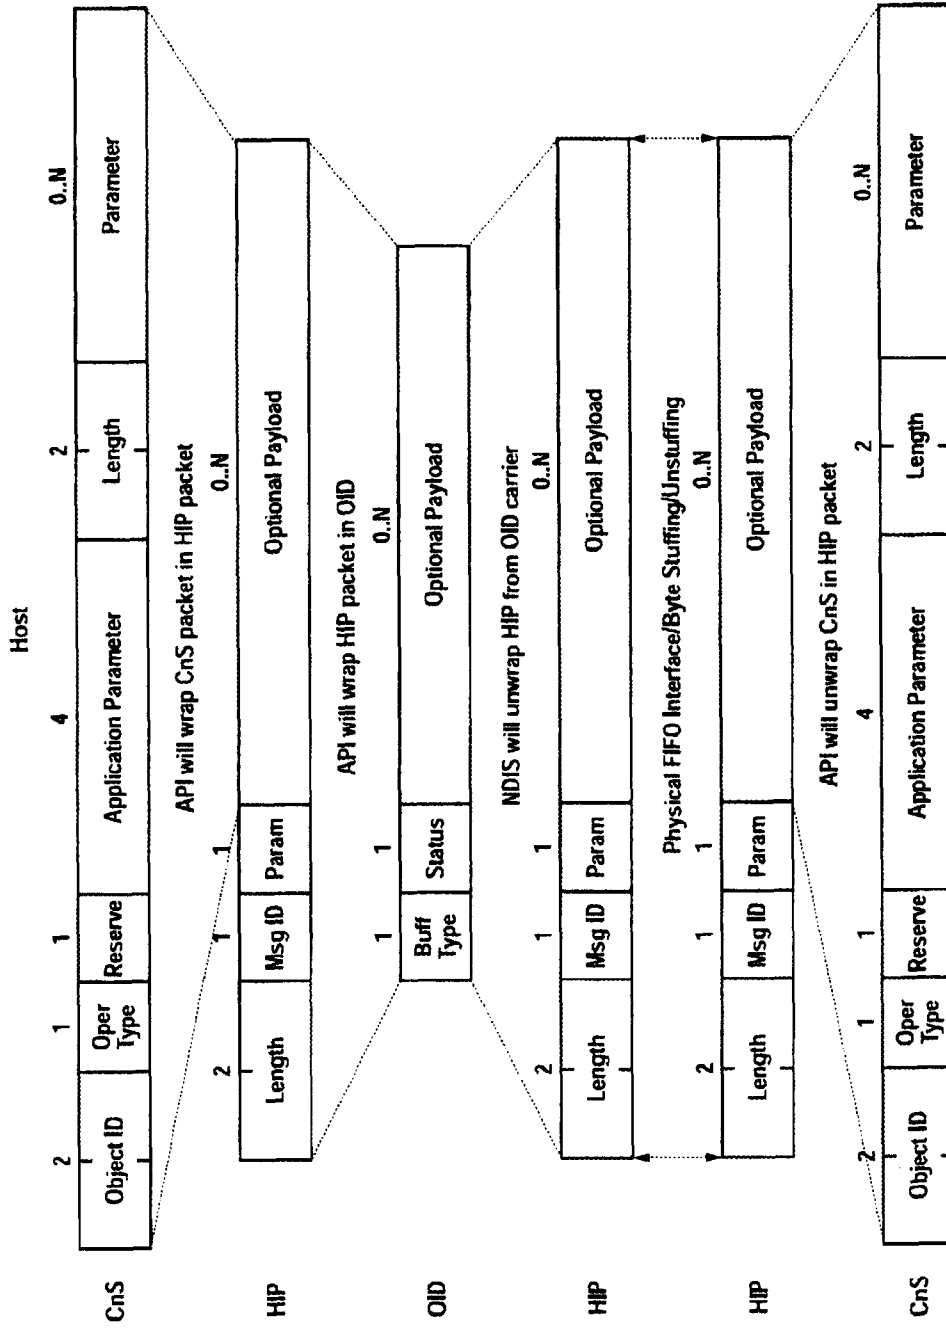 Host
2 1 1 4 2 0..N
CnS Object ID Oper Type Reserve Application Parameter Length Parameter
API will wrap CnS packet in HIP packet
2 1 1 0..N
HIP Length Msg ID Param Optional Payload
API will wrap HIP packet in OID
1 1 0..N
OID Buff Type Status Optional Payload
NDIS will unwrap HIP from OID carrier
2 1 1 0..N
HIP Length Msg ID Param Optional Payload
Physical FIFO Interface/Byte Stuffing/Unstuffing
2 1 1 0..N
HIP Length Msg ID Param Optional Payload
API will unwrap CnS in HIP packet
2 1 1 4 2 0..N
CnS Object ID Oper Type Reserve Application Parameter Length Parameter